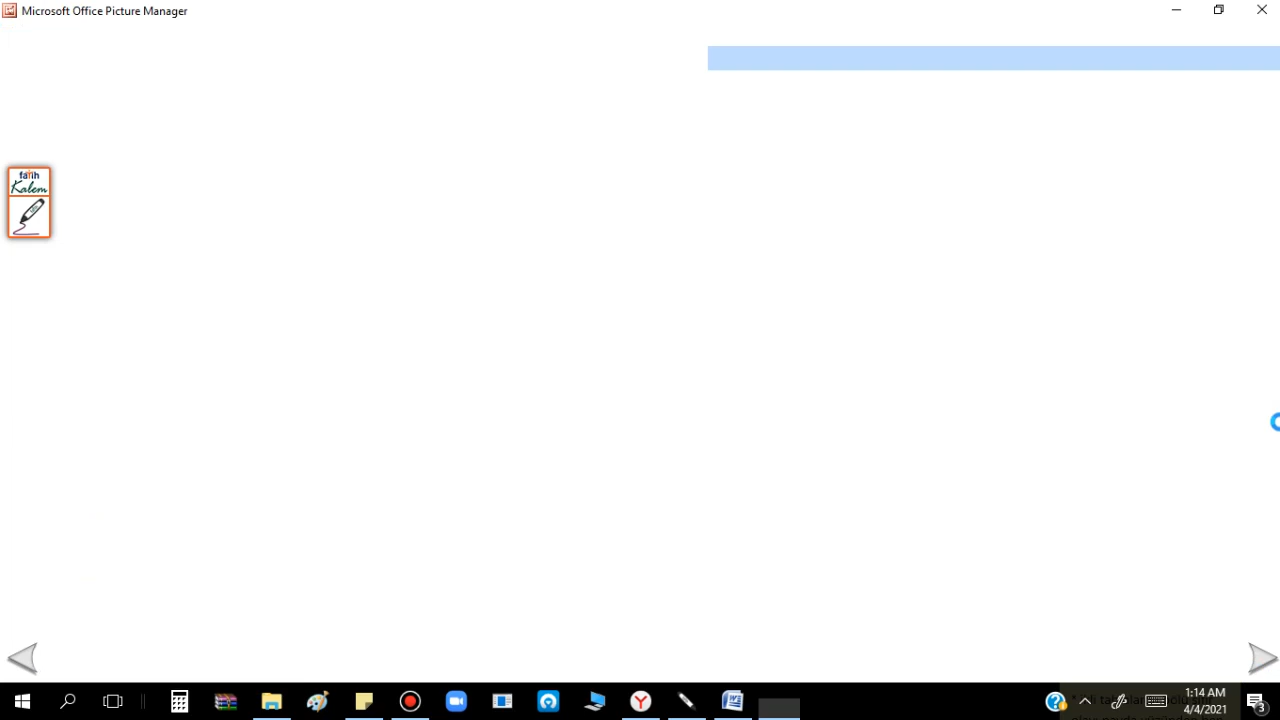 Microsoft Office Picture Manager
fatih
Kalem
1:14 AM
4/4/2021
3